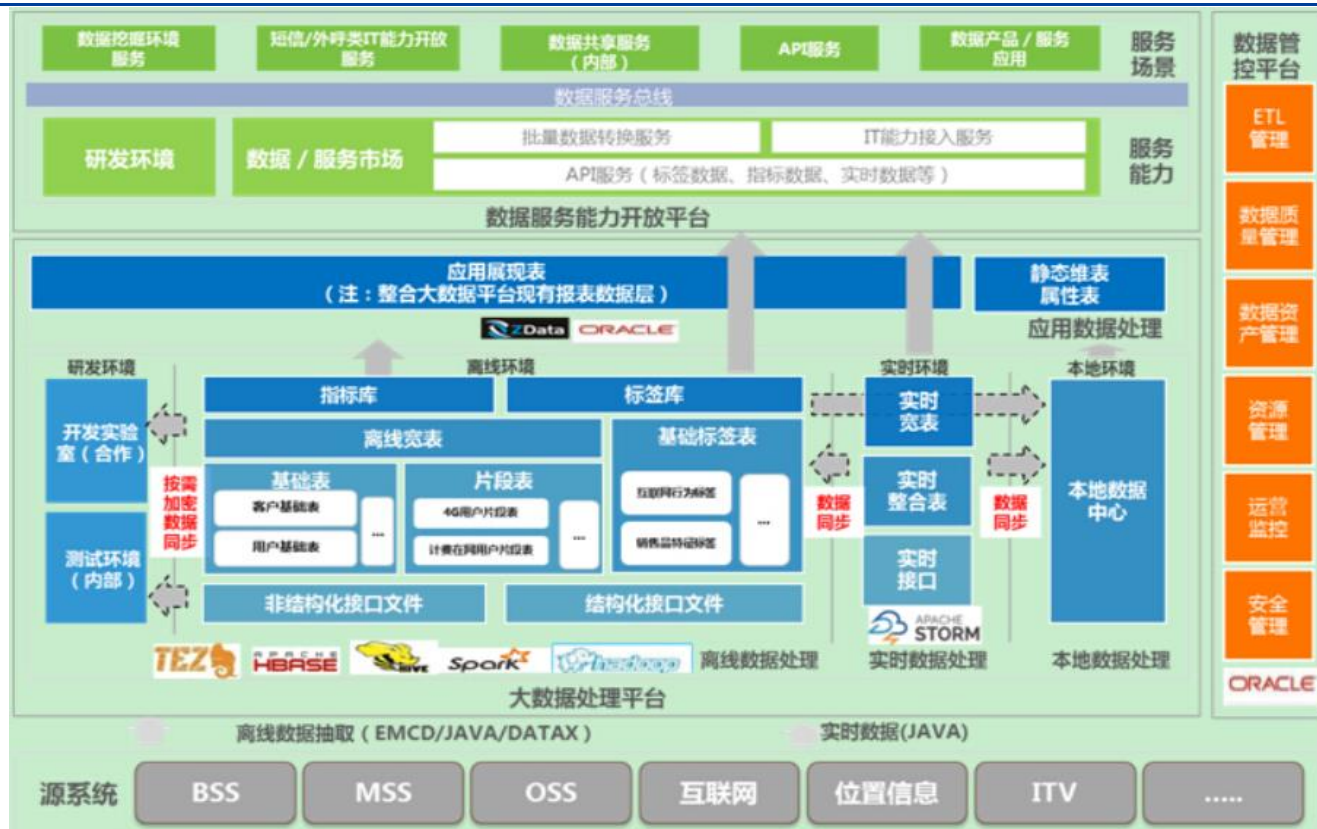 数据挖掘环境
服务
短信/外呼类IT能力开放
服务
数据共享服务
（内部）
API服务
数据产品 / 服务
应用
服务
场景
数据服务总线
研发环境
数据 / 服务市场
批量数据转换服务
IT能力接入服务
API服务（标签数据、指标数据、实时数据等）
服务
能力
数据服务能力开放平台
应用展现表
（注：整合大数据平台现有报表数据层）
静态维表
属性表
ZData
ORACLE
应用数据处理
研发环境
离线环境
实时环境
本地环境
开发实验
室（合作）
测试环境
（内部）
按需
加密
数据
同步
指标库
标签库
离线宽表
基础表
客户基础表
用户基础表
...
片段表
4G用户片段表
计费在网用户片段表
...
基础标签表
互联网行为标签
销售品特征标签
...
非结构化接口文件
结构化接口文件
数据
同步
实时
宽表
实时
整合表
实时
接口
数据
同步
本地数据
中心
TEZ
APACHE
HBASE
HIVE
Spark
hadoop
离线数据处理
APACHE
STORM
实时数据处理
本地数据处理
大数据处理平台
离线数据抽取（EMCD/JAVA/DATAX）
实时数据(JAVA)
源系统
BSS
MSS
OSS
互联网
位置信息
ITV
.....
数据管
控平台
ETL
管理
数据质
量管理
数据资
产管理
资源
管理
运营
监控
安全
管理
ORACLE